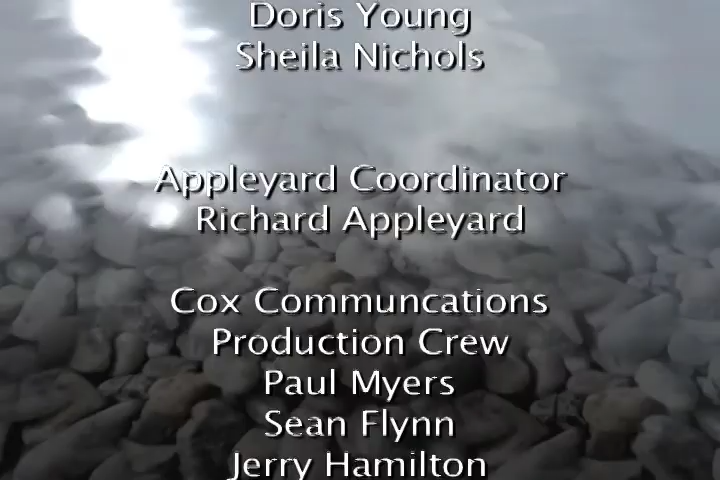 Doris Young
Sheila Nichols
Appleyard Coordinator
Richard Appleyard
Cox Communcations
Production Crew
Paul Myers
Sean Flynn
Jerry Hamilton